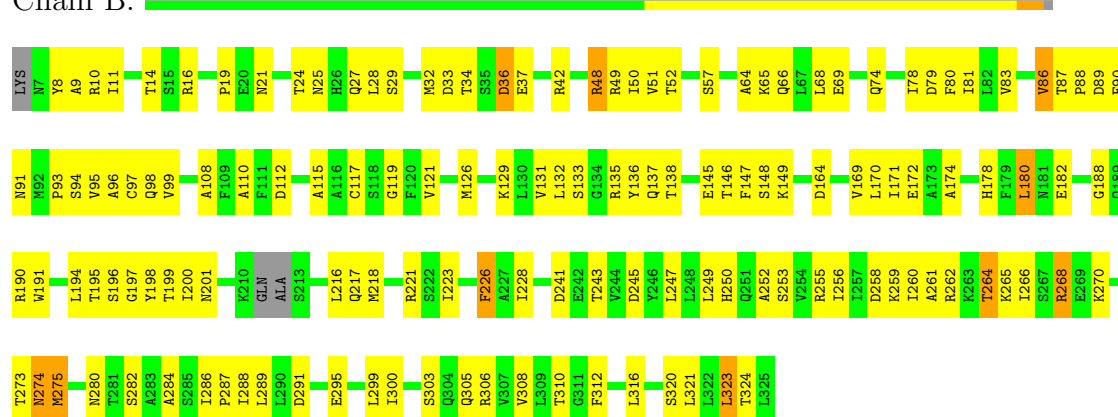 Chain B:
LYS N7 Y8 A9 R10 I11 T14 S15 R16 P19 E20 N21 T24 N25 H26 Q27 L28 S29 M32 D33 T34 S35 D36 E37 R42 R48 R49 I50 V51 T52 S57 A64 K65 Q66 L67 L68 E69 Q74 I78 D79 F80 I81 L82 V83 V86 T87 P88 D89 E90
N91 M92 P93 S94 V95 A96 C97 Q98 V99 A108 F109 A110 F111 D112 A115 A116 C117 S118 G119 F120 V121 M126 K129 L130 V131 L132 S133 G134 R135 Y136 Q137 T138 E145 T146 F147 S148 K149 D164 V169 L170 I171 E172 A173 A174 H178 F179 L180 N181 E182 G188 Q189
R190 W191 L194 T195 S196 G197 Y198 T199 I200 N201 K210 GLN ALA S213 L216 Q217 M218 R221 S222 I223 F226 A227 I228 D241 E242 T243 V244 D245 Y246 L247 L248 L249 H250 Q251 A252 S253 V254 R255 I256 I257 D258 K259 I260 A261 R262 K263 T264 K265 I266 S267 R268 E269 K270
T273 N274 M275 N280 T281 S282 A283 A284 S285 I286 P287 I288 L289 L290 D291 E295 L299 I300 S303 Q304 Q305 R306 V307 V308 L309 T310 G311 F312 L316 S320 L321 L322 L323 T324 L325